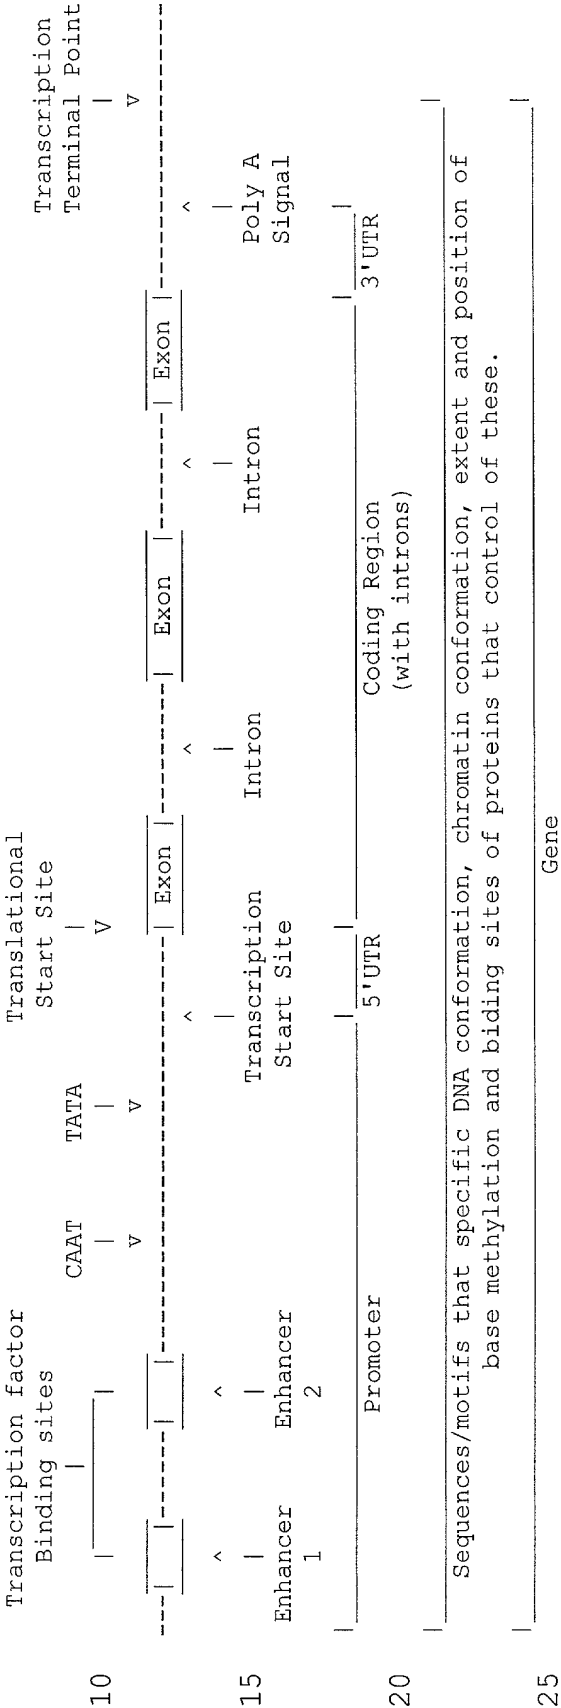 Transcription factor Translational Transcription
Binding sites CAAT TATA Start Site Terminal Point
10
Exon Exon Exon
15 Enhancer Enhancer Transcription Intron Intron Poly A
1 2 Start Site Signal
20 Promoter 5'UTR Coding Region 3'UTR
(with introns)
Sequences/motifs that specific DNA conformation, chromatin conformation, extent and position of
base methylation and biding sites of proteins that control of these.
25 Gene